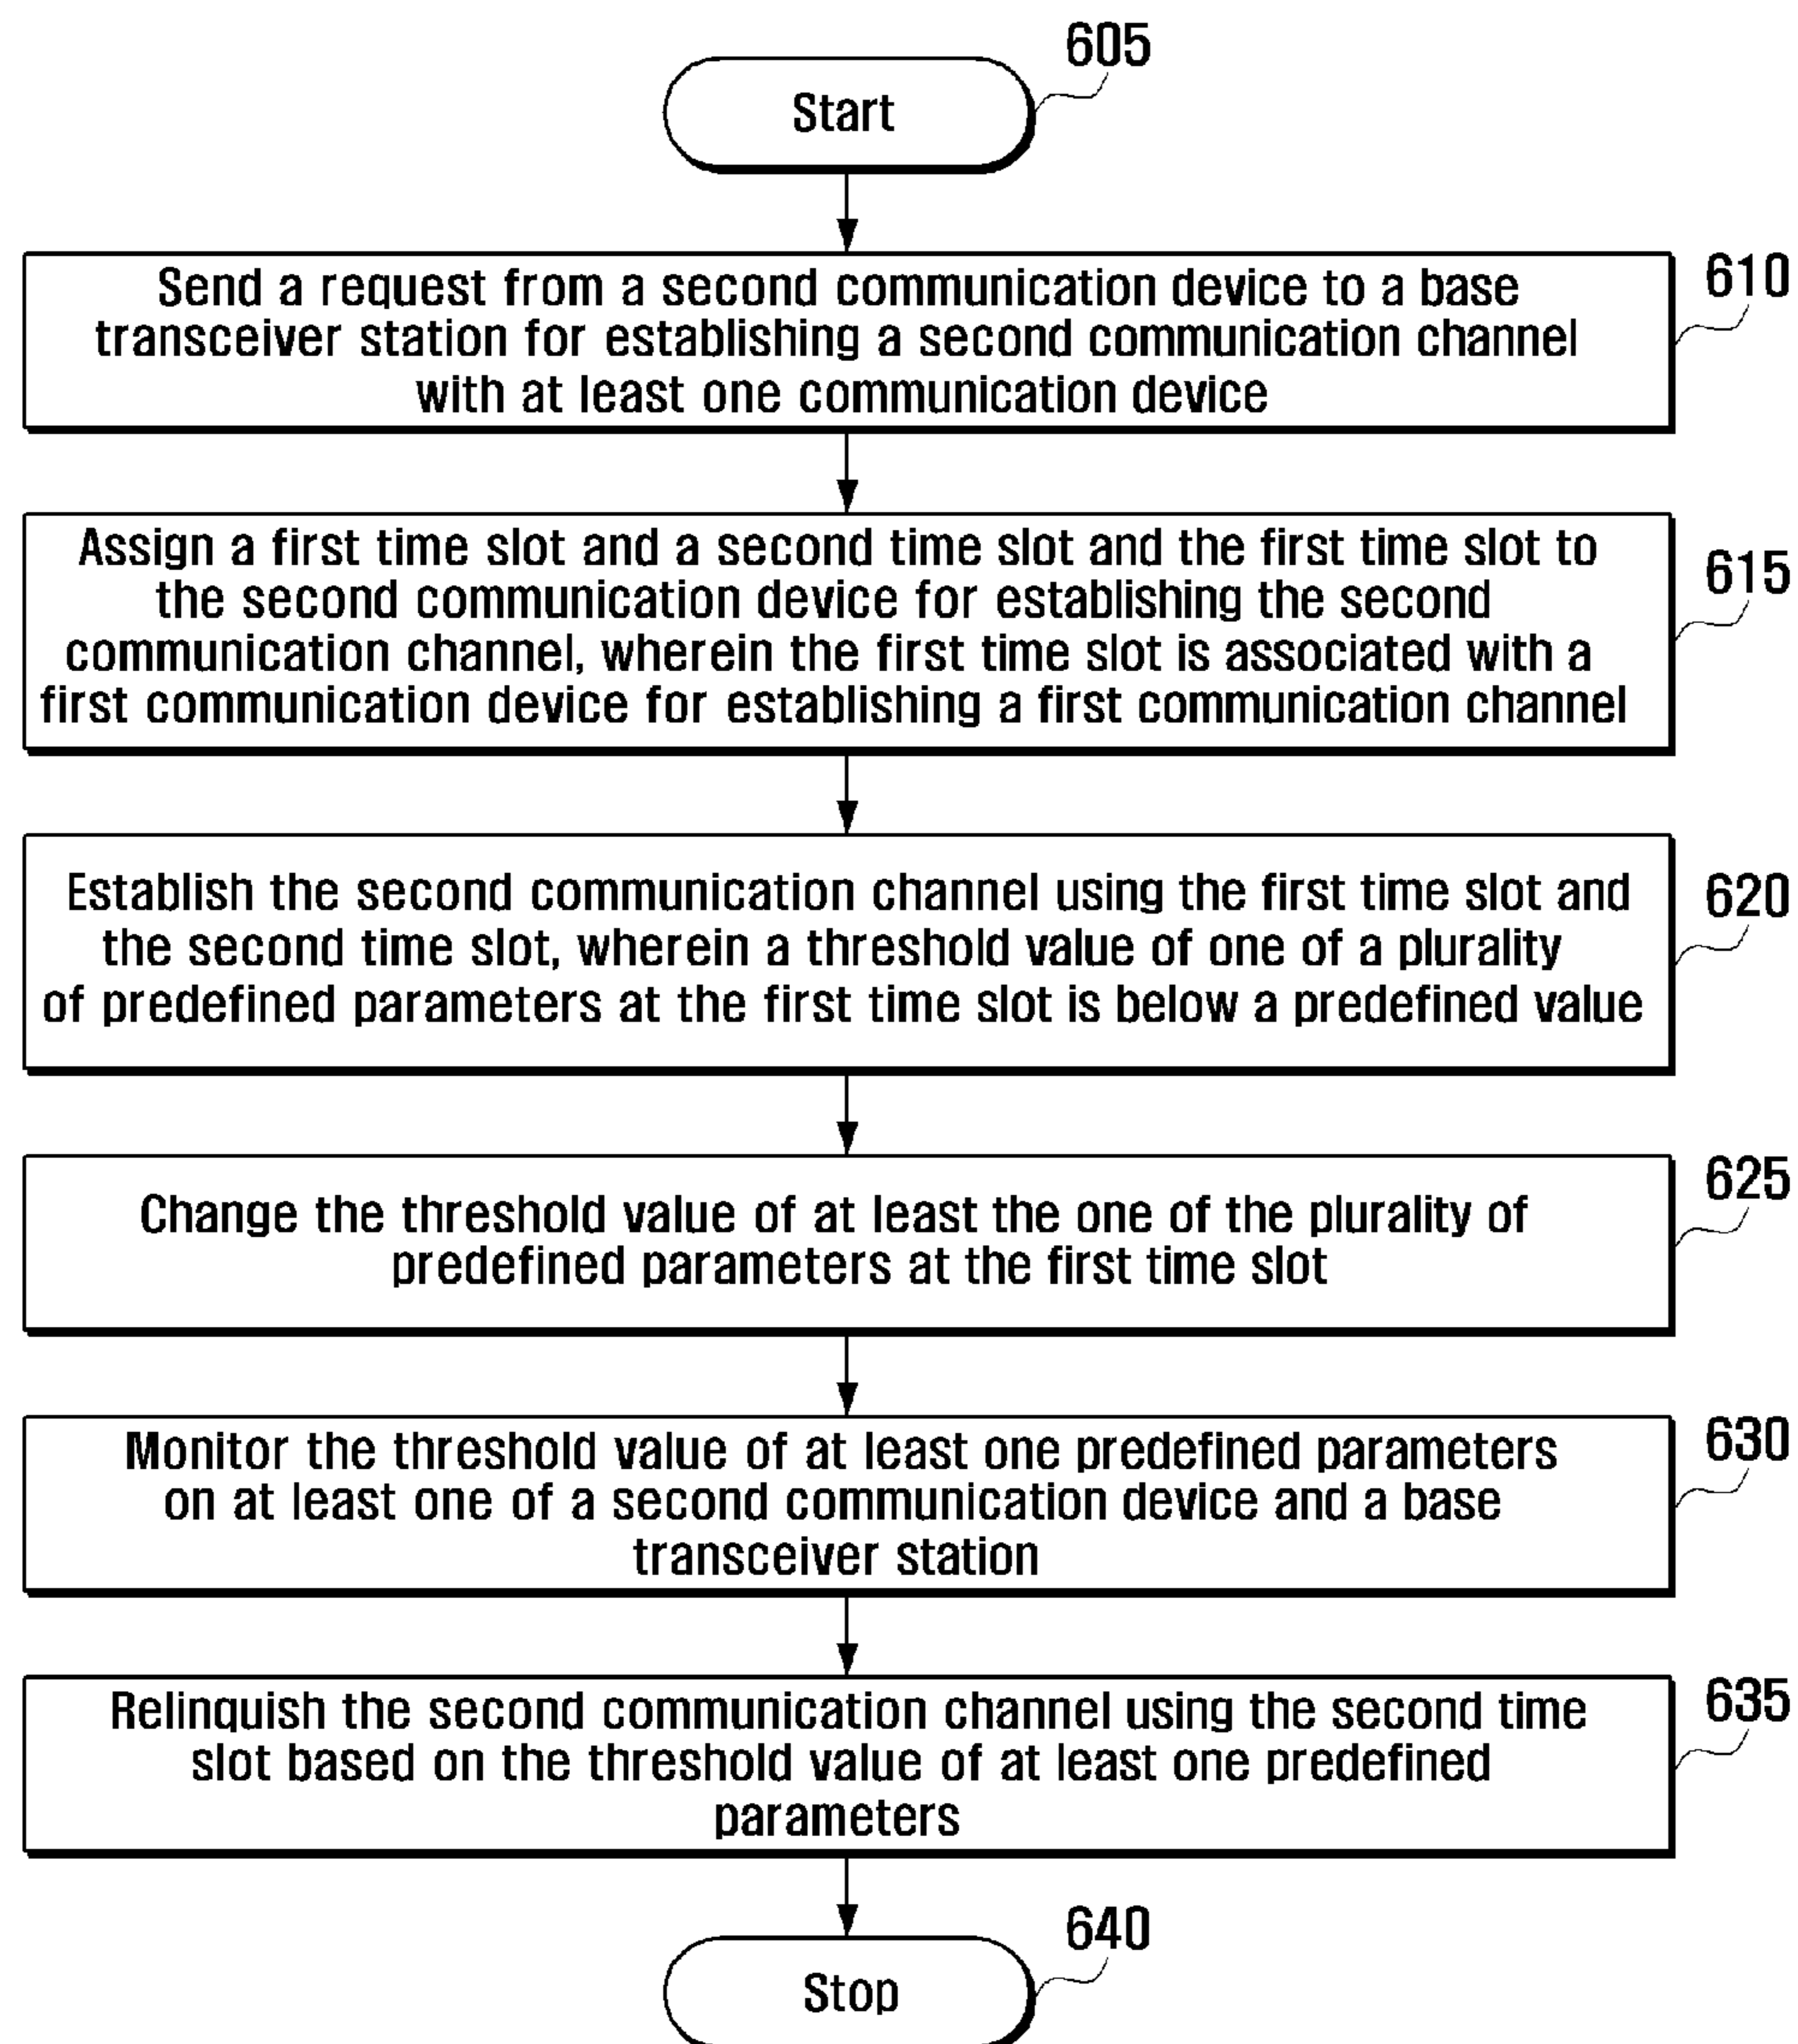 605
Start
610
Send a request from a second communication device to a base
transceiver station for establishing a second communication channel
with at least one communication device
615
Assign a first time slot and a second time slot and the first time slot to
the second communication device for establishing the second
communication channel, wherein the first time slot is associated with a
first communication device for establishing a first communication channel
620
Establish the second communication channel using the first time slot and
the second time slot, wherein a threshold value of one of a plurality
of predefined parameters at the first time slot is below a predefined value
625
Change the threshold value of at least the one of the plurality of
predefined parameters at the first time slot
630
Monitor the threshold value of at least one predefined parameters
on at least one of a second communication device and a base
transceiver station
635
Relinquish the second communication channel using the second time
slot based on the threshold value of at least one predefined
parameters
640
Stop